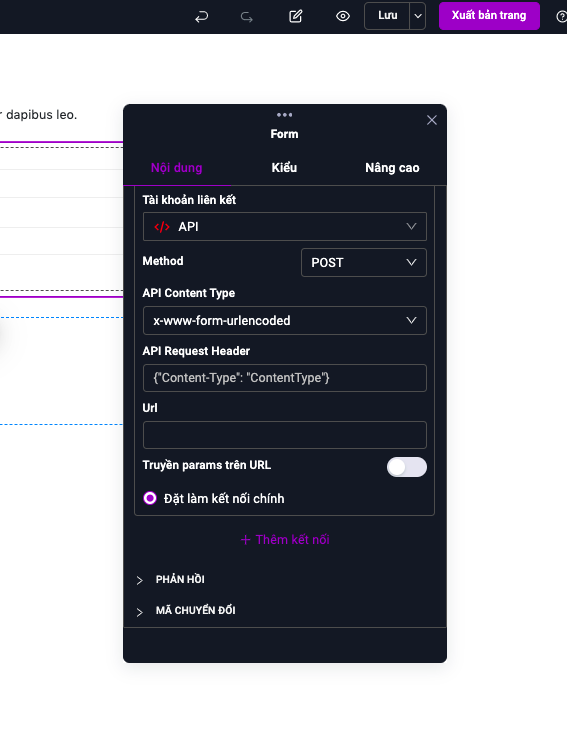 Lưu
Xuất bản trang
r dapibus leo.
Form
Nội dung
Kiểu
Nâng cao
Tài khoản liên kết
</> API
Method
POST
API Content Type
x-www-form-urlencoded
API Request Header
{"Content-Type": "ContentType"}
Url
Truyền params trên URL
Đặt làm kết nối chính
+ Thêm kết nối
PHẢN HỒI
MÃ CHUYỂN ĐỔI